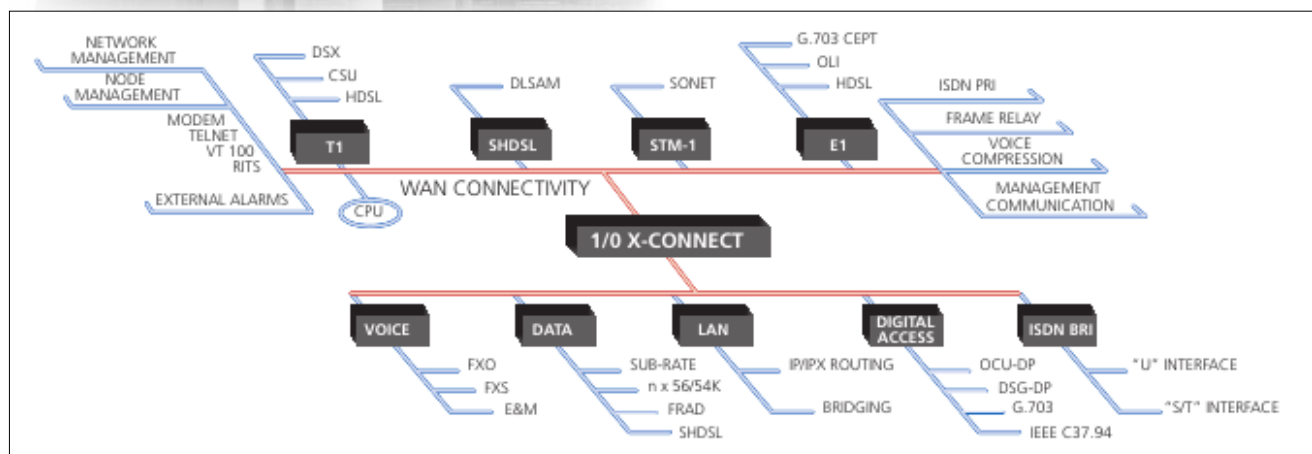 NETWORK
MANAGEMENT
NODE
MANAGEMENT
MODEM
TELNET
VT 100
RITS
EXTERNAL ALARMS
DSX
CSU
HDSL
T1
CPU
DLSAM
SHDSL
SONET
STM-1
G.703 CEPT
OLI
HDSL
E1
ISDN PRI
FRAME RELAY
VOICE
COMPRESSION
MANAGEMENT
COMMUNICATION
WAN CONNECTIVITY
1/0 X-CONNECT
VOICE
FXO
FXS
E&M
DATA
SUB-RATE
n x 56/54K
FRAD
SHDSL
LAN
IP/IPX ROUTING
BRIDGING
DIGITAL
ACCESS
OCU-DP
DSG-DP
G.703
IEEE C37.94
ISDN BRI
"U" INTERFACE
"S/T" INTERFACE